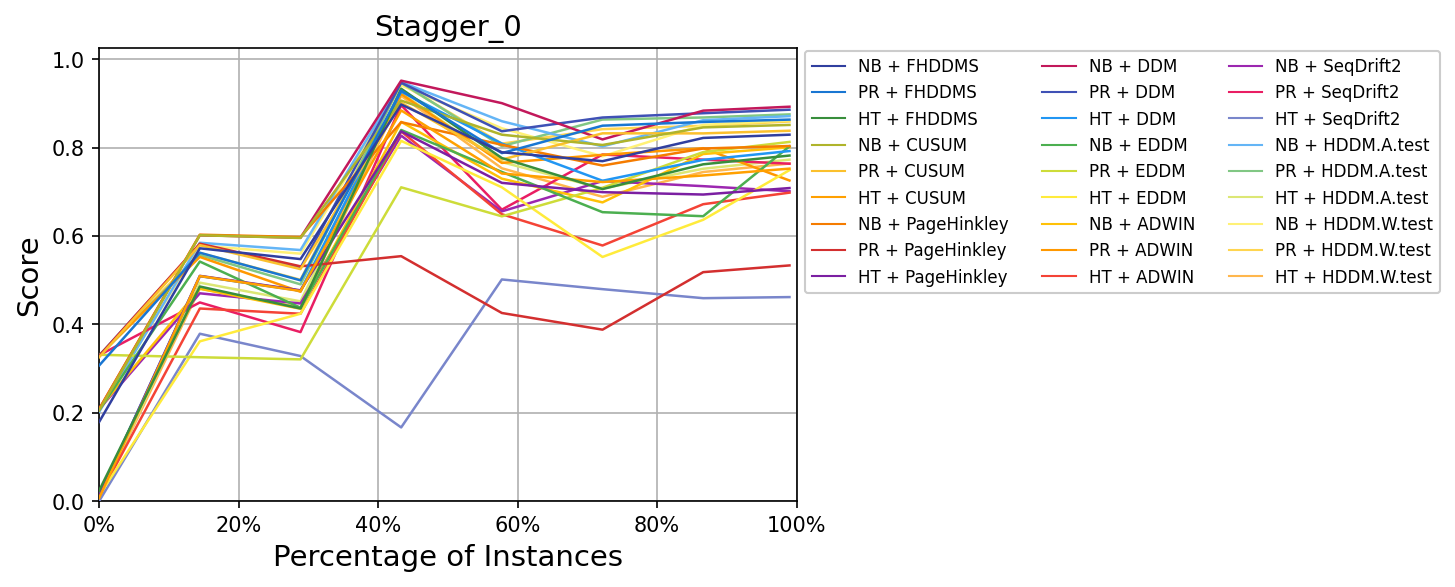 Stagger_0
1.0
0.8
0.6
0.4
0.2
0.0
Score
0%
20%
40%
60%
80%
100%
Percentage of Instances
NB + FHDDMS
PR + FHDDMS
HT + FHDDMS
NB + CUSUM
PR + CUSUM
HT + CUSUM
NB + PageHinkley
PR + PageHinkley
HT + PageHinkley
NB + DDM
PR + DDM
HT + DDM
NB + EDDM
PR + EDDM
HT + EDDM
NB + ADWIN
PR + ADWIN
HT + ADWIN
NB + SeqDrift2
PR + SeqDrift2
HT + SeqDrift2
NB + HDDM.A.test
PR + HDDM.A.test
HT + HDDM.A.test
NB + HDDM.W.test
PR + HDDM.W.test
HT + HDDM.W.test